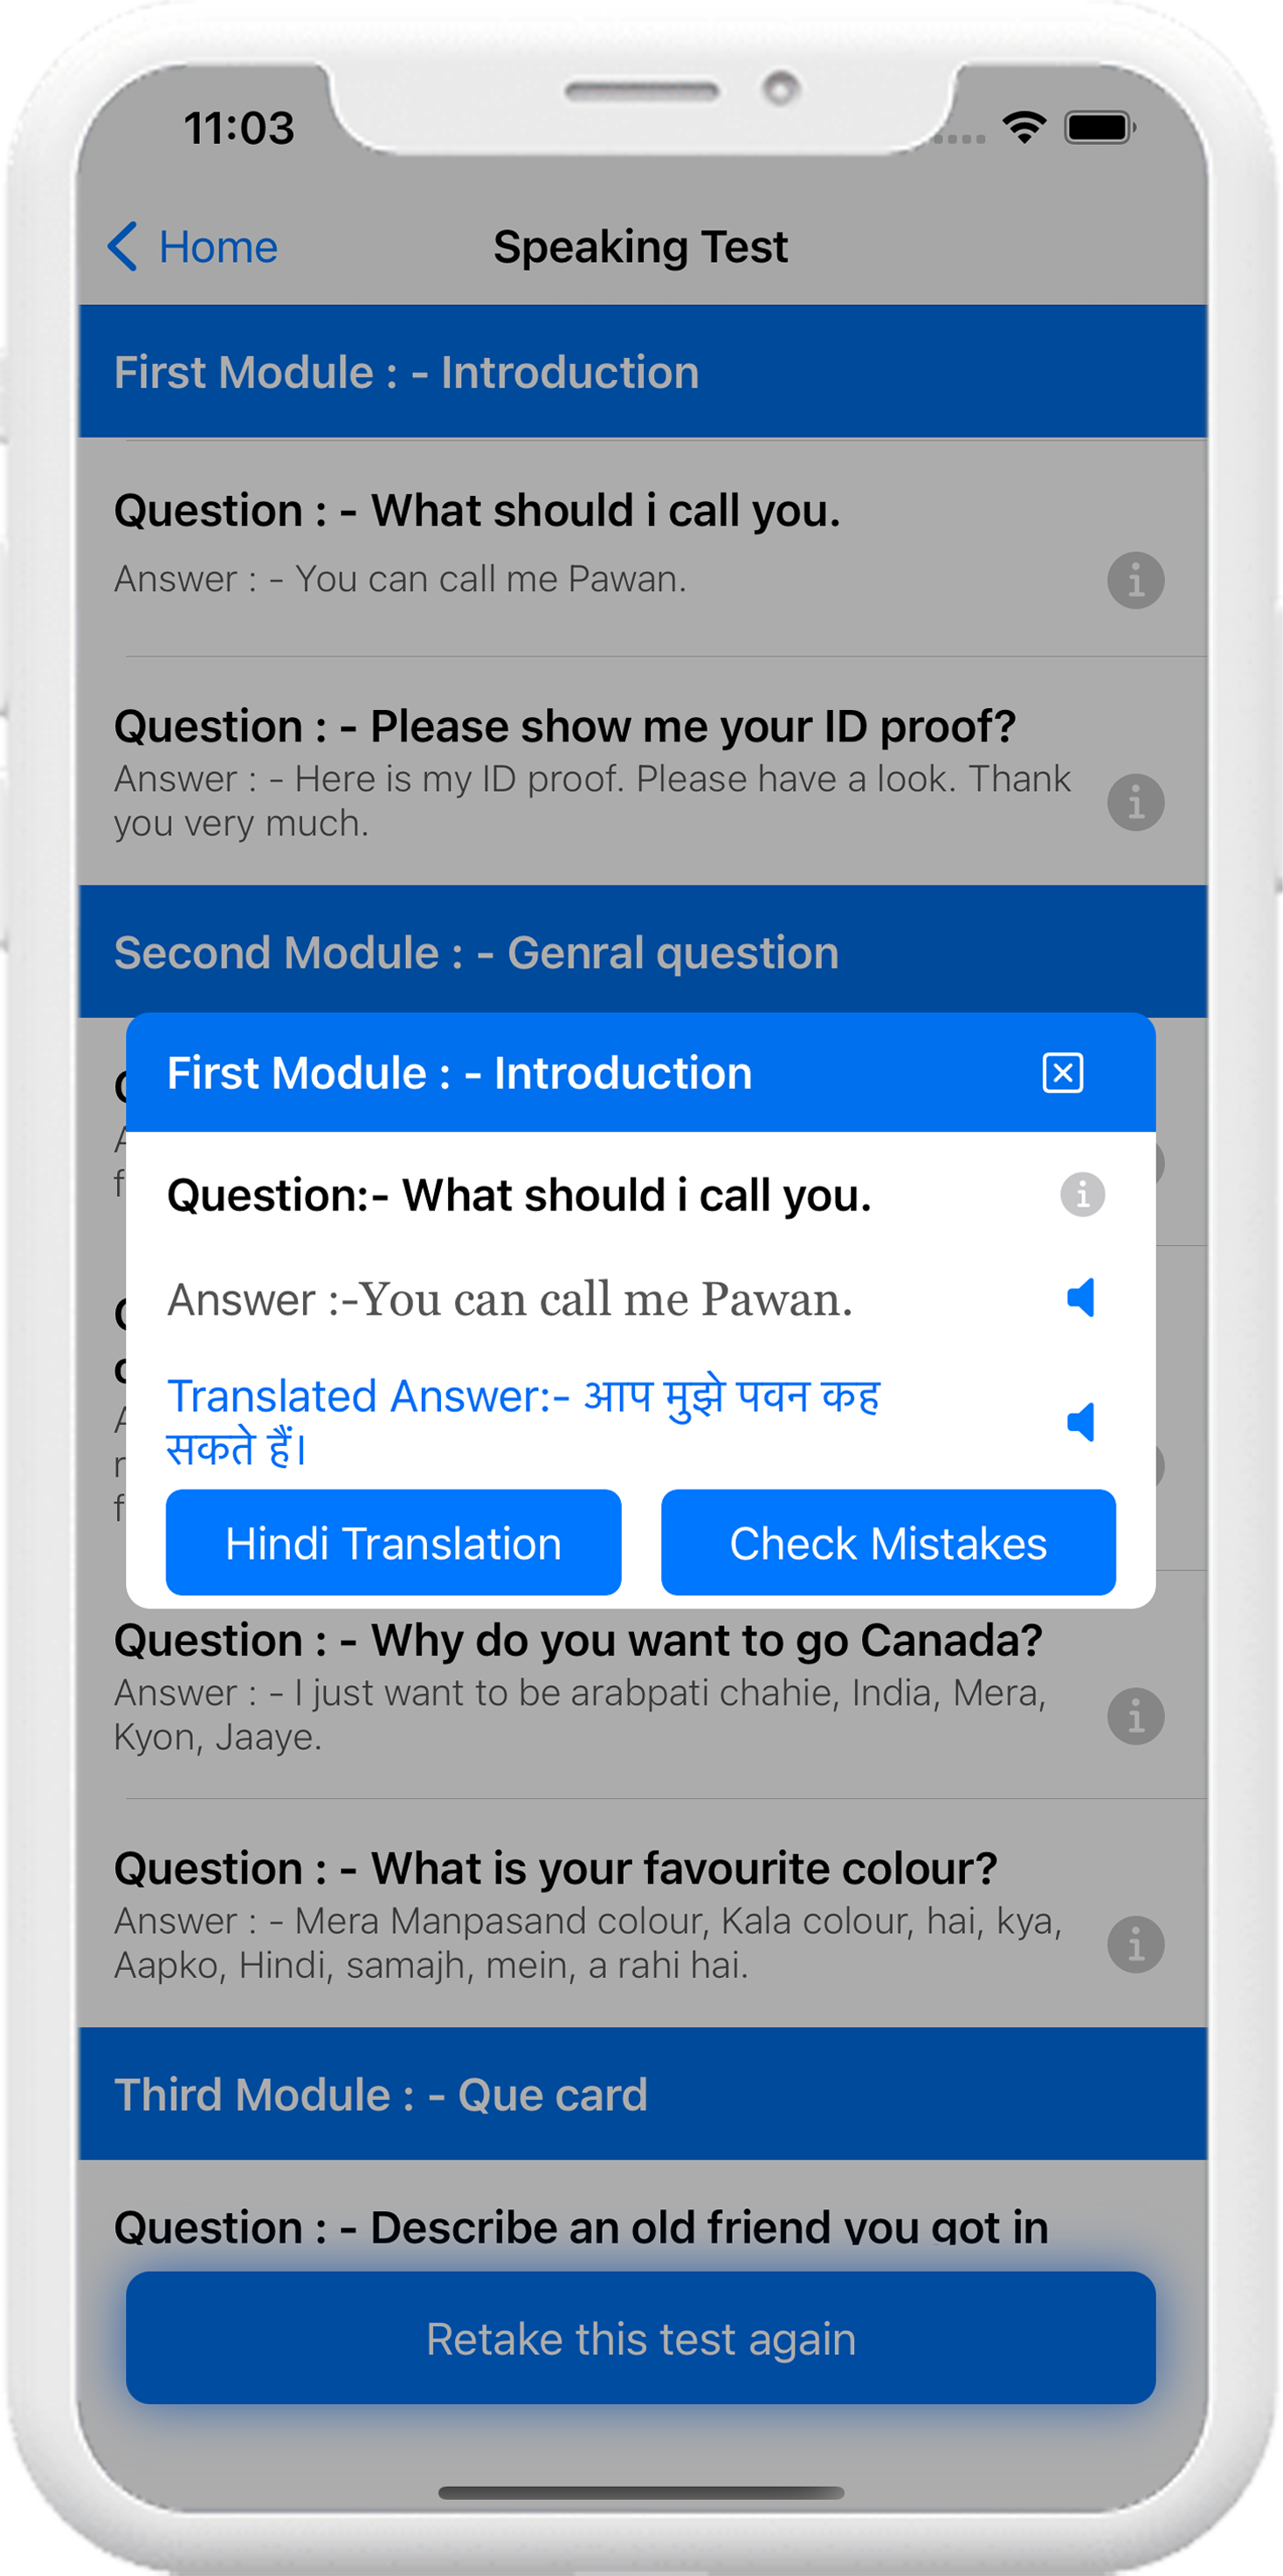 11:03
Home
Speaking Test
First Module : - Introduction
Question : - What should i call you.
Answer : - You can call me Pawan.
Question : - Please show me your ID proof?
Answer : - Here is my ID proof. Please have a look. Thank
you very much.
Second Module : - Genral question
First Module : - Introduction
Question:- What should i call you.
Answer :-You can call me Pawan.
Translated Answer:- आप मुझे पवन कह
सकते हैं।
Hindi Translation
Check Mistakes
Question : - Why do you want to go Canada?
Answer : - I just want to be arabpati chahie, India, Mera,
Kyon, Jaaye.
Question : - What is your favourite colour?
Answer : - Mera Manpasand colour, Kala colour, hai, kya,
Aapko, Hindi, samajh, mein, a rahi hai.
Third Module : - Que card
Question : - Describe an old friend you got in
Retake this test again